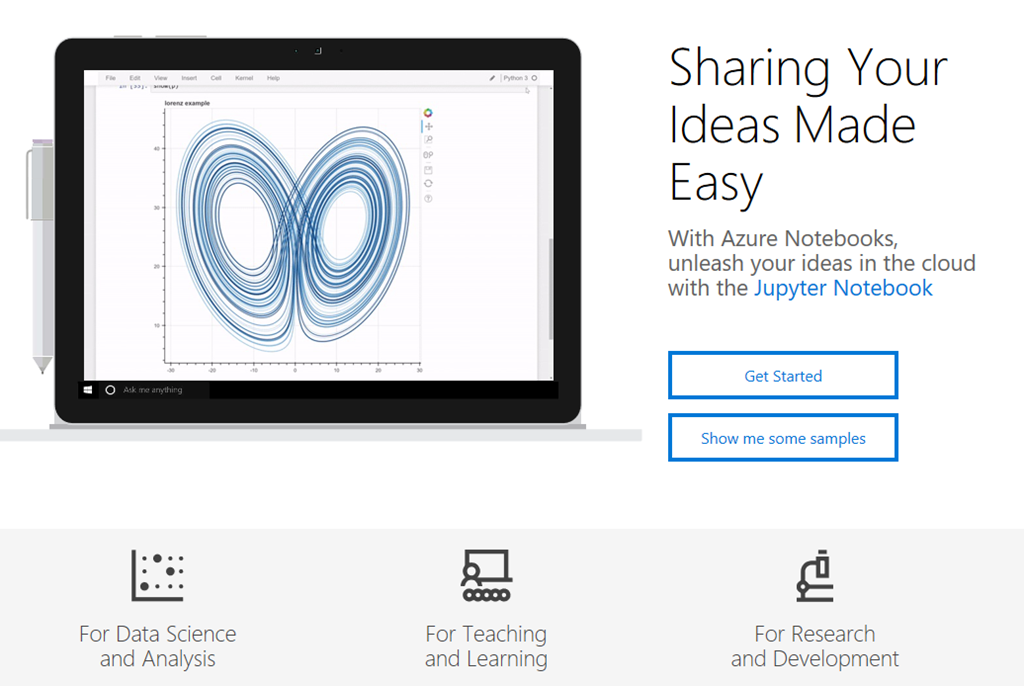 File Edit View Insert Cell Kernel Help Python 3
In [35]: show(p)
lorenz example
40
30
20
10
-30 -20 -10 0 10 20 30
Ask me anything
Sharing Your
Ideas Made
Easy
With Azure Notebooks,
unleash your ideas in the cloud
with the Jupyter Notebook
Get Started
Show me some samples
For Data Science
and Analysis
For Teaching
and Learning
For Research
and Development